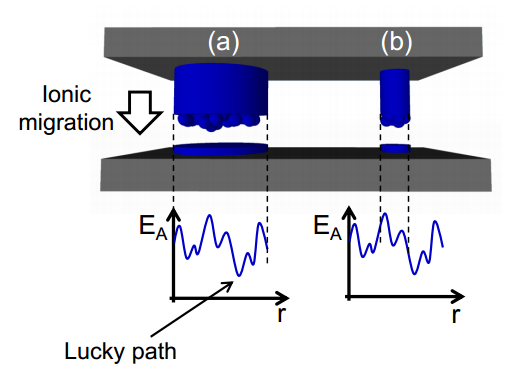 (a)
(b)
Ionic
migration
E_A
E_A
r
r
Lucky path